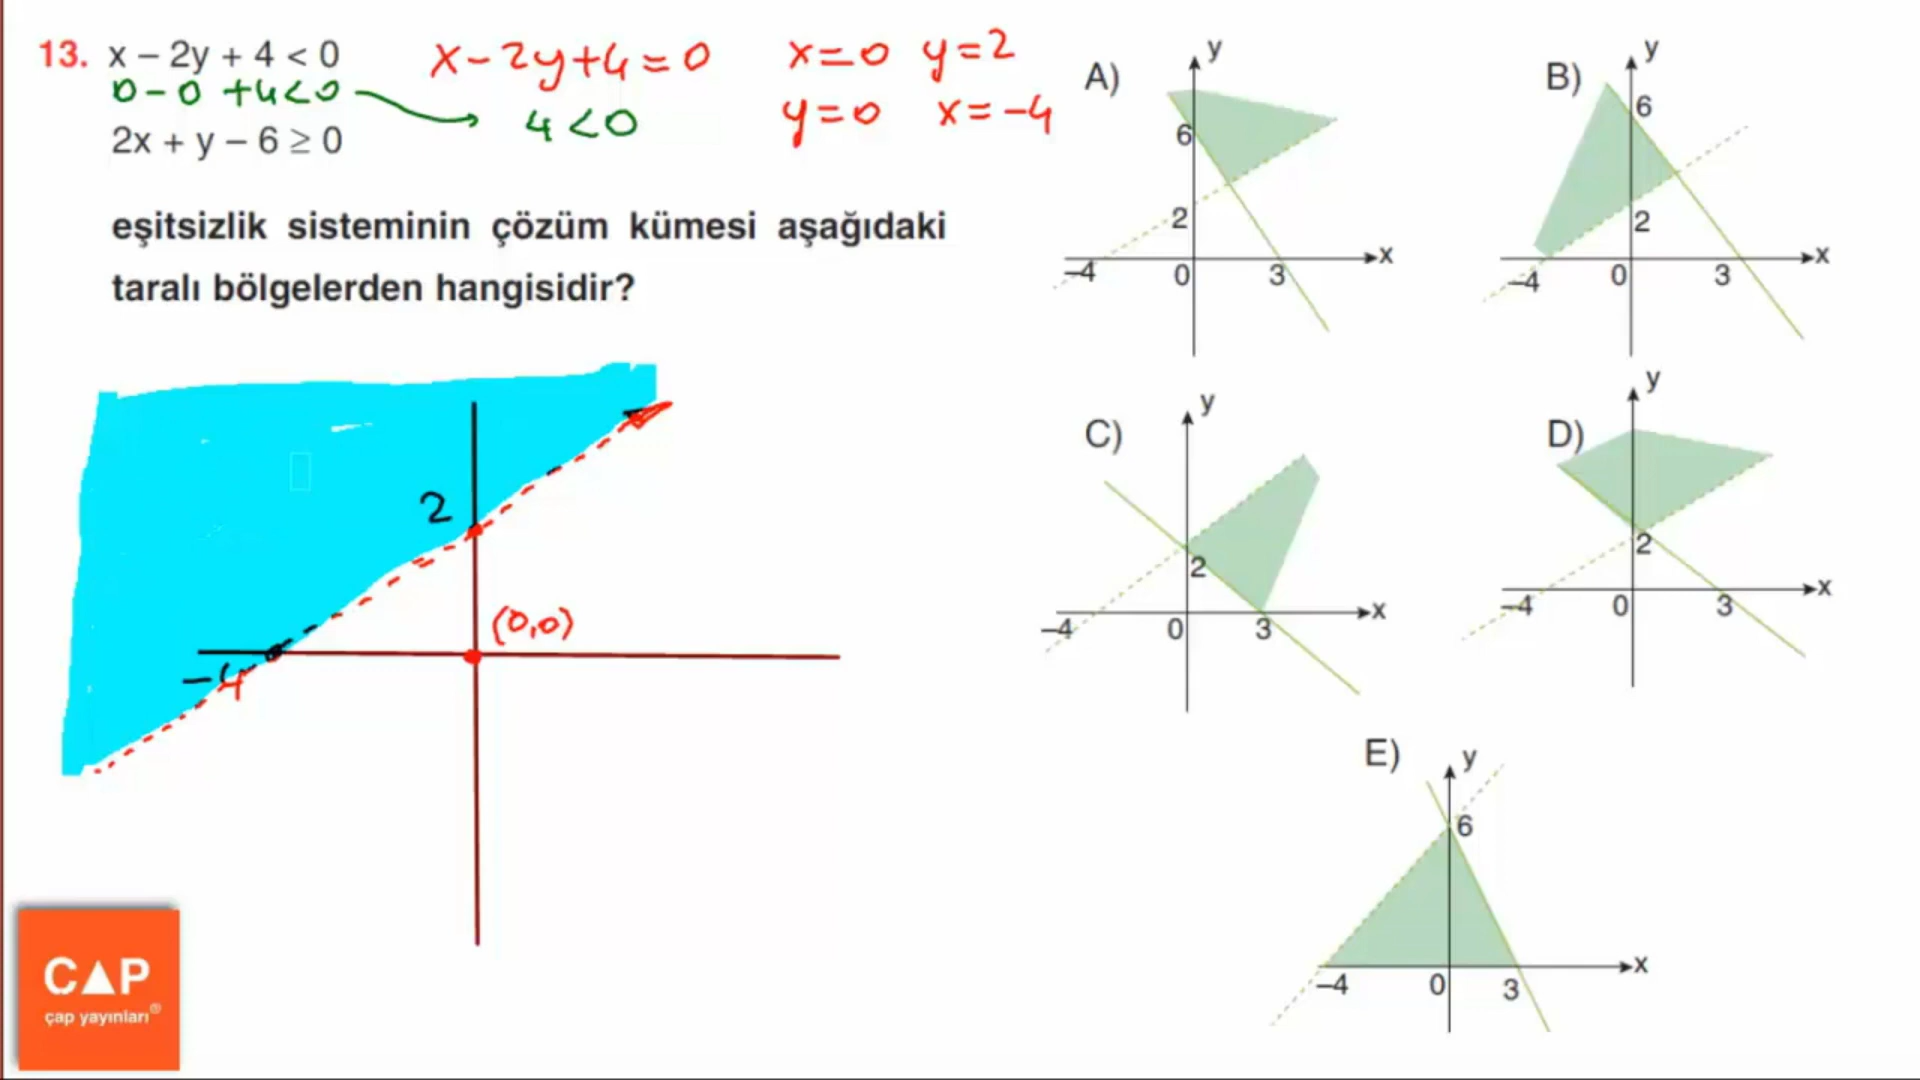 13. x – 2y + 4 < 0
x-2y+4=0 x=0 y=2
0-0 +4<0
4<0 y=0 x=-4
2x + y – 6 ≥ 0
eşitsizlik sisteminin çözüm kümesi aşağıdaki
taralı bölgelerden hangisidir?
2
(0,0)
-4
A)
y
6
2
–4 0 3 x
B)
y
6
2
–4 0 3 x
C)
y
2
–4 0 3 x
D)
y
2
–4 0 3 x
E)
y
6
–4 0 3 x
CAP
çap yayınları®